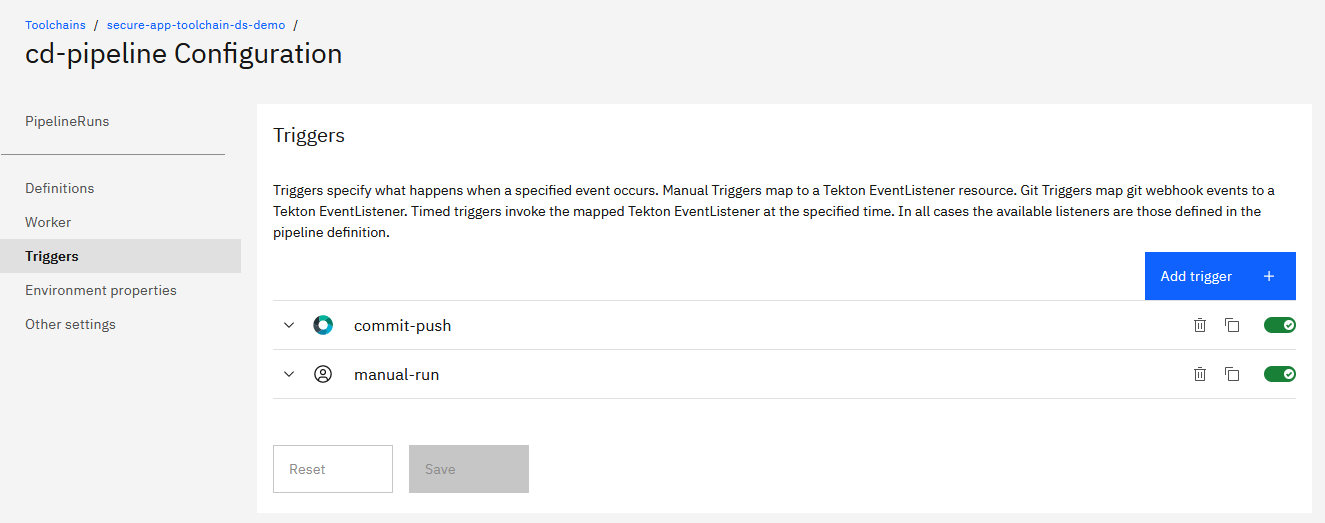 Toolchains / secure-app-toolchain-ds-demo /
cd-pipeline Configuration
PipelineRuns
Definitions
Worker
Triggers
Environment properties
Other settings
Triggers
Triggers specify what happens when a specified event occurs. Manual Triggers map to a Tekton EventListener resource. Git Triggers map git webhook events to a
Tekton EventListener. Timed triggers invoke the mapped Tekton EventListener at the specified time. In all cases the available listeners are those defined in the
pipeline definition.
Add trigger +
commit-push
manual-run
Reset
Save